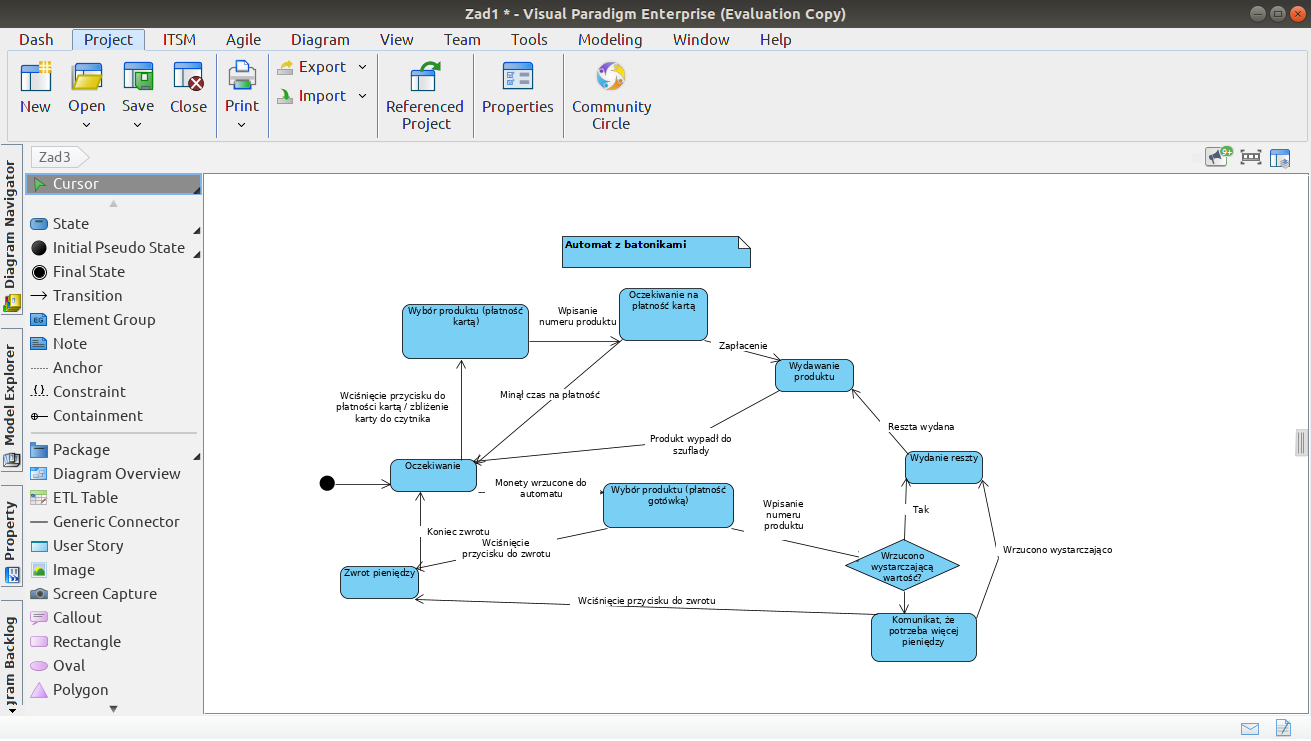 Zad1 * - Visual Paradigm Enterprise (Evaluation Copy)
Dash
Project
ITSM
Agile
Diagram
View
Team
Tools
Modeling
Window
Help
New
Open
Save
Close
Print
Export
Import
Referenced
Project
Properties
Community
Circle
Zad3
9+
Diagram Navigator
Model Explorer
Property
gram Backlog
Cursor
State
Initial Pseudo State
Final State
Transition
EG
Element Group
Note
Anchor
Constraint
Containment
Package
Diagram Overview
ETL Table
Generic Connector
User Story
Image
Screen Capture
Callout
Rectangle
Oval
Polygon
Automat z batonikami
Wybór produktu (płatność
kartą)
Wpisanie
numeru produktu
Oczekiwanie na
płatność kartą
Zapłacenie
Wydawanie
produktu
Wciśnięcie przycisku do
płatności kartą / zbliżenie
karty do czytnika
Minął czas na płatność
Reszta wydana
Produkt wypadł do
szuflady
Oczekiwanie
Wydanie reszty
Monety wrzucone do
automatu
Wybór produktu (płatność
gotówką)
Wpisanie
numeru
produktu
Tak
Koniec zwrotu
Wciśnięcie
przycisku do zwrotu
Wrzucono wystarczająco
Wrzucono
wystarczającą
wartość?
Zwrot pieniędzy
Wciśnięcie przycisku do zwrotu
Komunikat, że
potrzeba więcej
pieniędzy